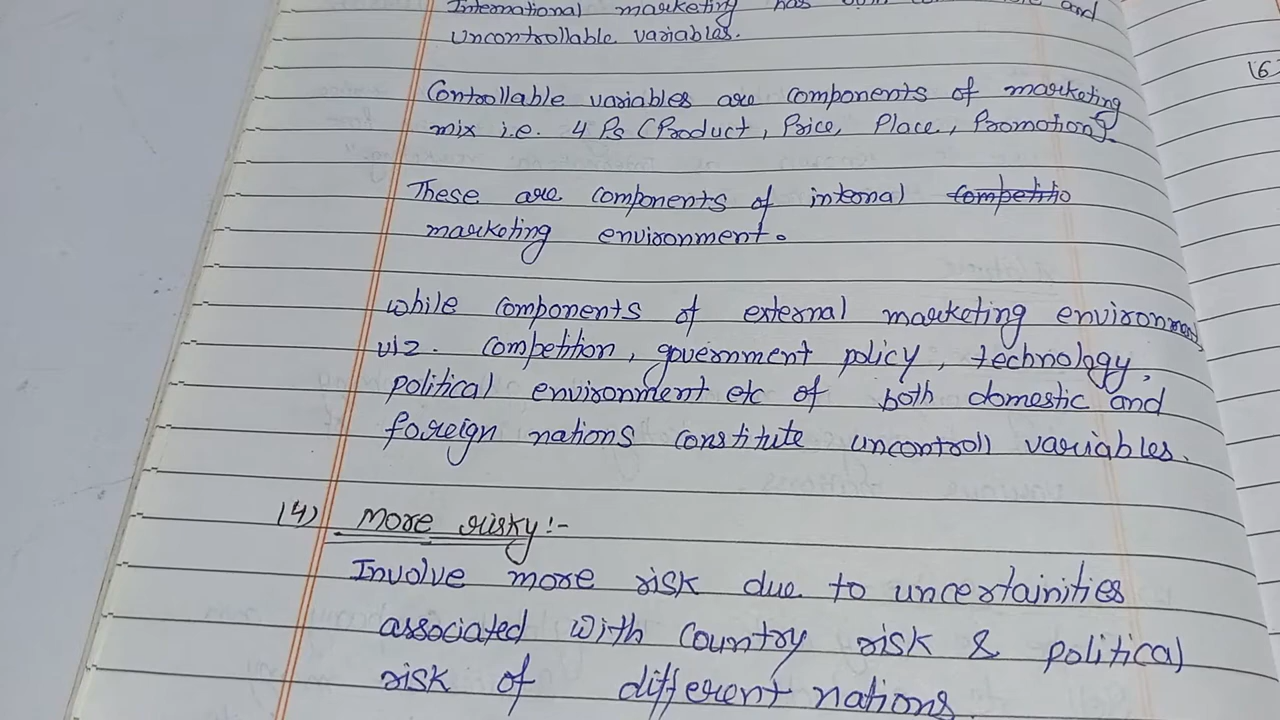 International marketing has both and
uncontrollable variables.
Controllable variables are components of marketing
mix i.e. 4 Ps (Product, Price, Place, Promotion).
These are components of internal competitio
marketing environment.
While components of external marketing environment
viz. competition, government policy, technology,
political environment etc of both domestic and
foreign nations constitute uncontroll variables.
(4) More risky:-
Involve more risk due to uncertainities
associated with country risk & political
risk of different nations.
(6)